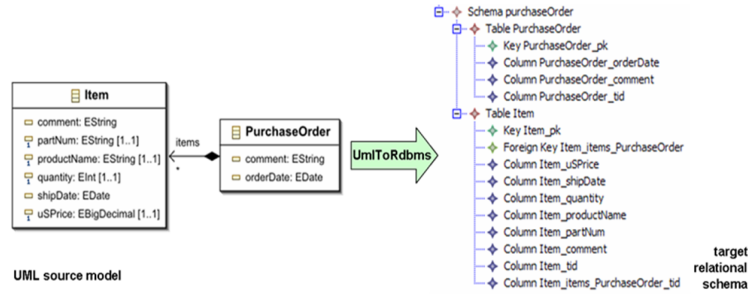 Item
comment: EString
partNum: EString [1..1]
productName: EString [1..1]
quantity: EInt [1..1]
shipDate: EDate
uSPrice: EBigDecimal [1..1]
items
*
PurchaseOrder
comment: EString
orderDate: EDate
UmlToRdbms
UML source model
Schema purchaseOrder
Table PurchaseOrder
Key PurchaseOrder_pk
Column PurchaseOrder_orderDate
Column PurchaseOrder_comment
Column PurchaseOrder_tid
Table Item
Key Item_pk
Foreign Key Item_items_PurchaseOrder
Column Item_uSPrice
Column Item_shipDate
Column Item_quantity
Column Item_productName
Column Item_partNum
Column Item_comment
Column Item_tid
Column Item_items_PurchaseOrder_tid
target
relational
schema